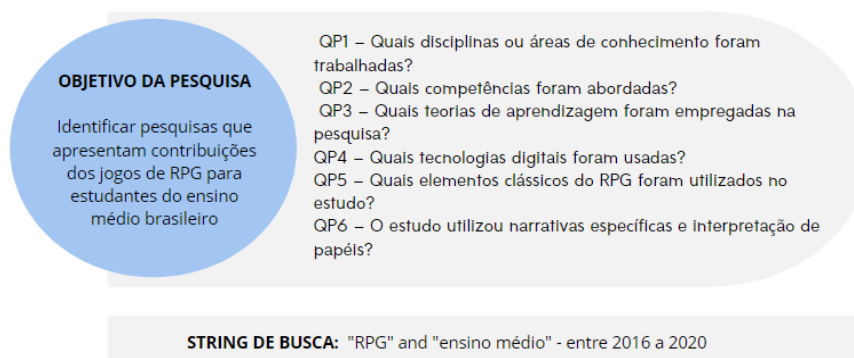 OBJETIVO DA PESQUISA
Identificar pesquisas que
apresentam contribuições
dos jogos de RPG para
estudantes do ensino
médio brasileiro
QP1 – Quais disciplinas ou áreas de conhecimento foram
trabalhadas?
QP2 – Quais competências foram abordadas?
QP3 – Quais teorias de aprendizagem foram empregadas na
pesquisa?
QP4 – Quais tecnologias digitais foram usadas?
QP5 – Quais elementos clássicos do RPG foram utilizados no
estudo?
QP6 – O estudo utilizou narrativas específicas e interpretação de
papéis?
STRING DE BUSCA: "RPG" and "ensino médio" - entre 2016 a 2020